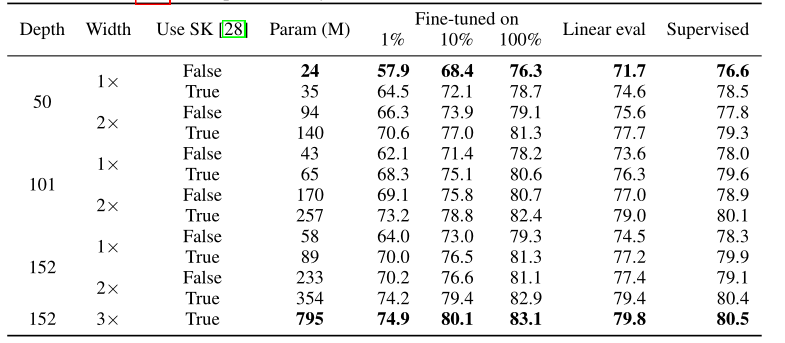 Depth Width Use SK [28] Param (M) Fine-tuned on Linear eval Supervised
1% 10% 100%
50 1× False 24 57.9 68.4 76.3 71.7 76.6
True 35 64.5 72.1 78.7 74.6 78.5
2× False 94 66.3 73.9 79.1 75.6 77.8
True 140 70.6 77.0 81.3 77.7 79.3
101 1× False 43 62.1 71.4 78.2 73.6 78.0
True 65 68.3 75.1 80.6 76.3 79.6
2× False 170 69.1 75.8 80.7 77.0 78.9
True 257 73.2 78.8 82.4 79.0 80.1
152 1× False 58 64.0 73.0 79.3 74.5 78.3
True 89 70.0 76.5 81.3 77.2 79.9
2× False 233 70.2 76.6 81.1 77.4 79.1
True 354 74.2 79.4 82.9 79.4 80.4
152 3× True 795 74.9 80.1 83.1 79.8 80.5